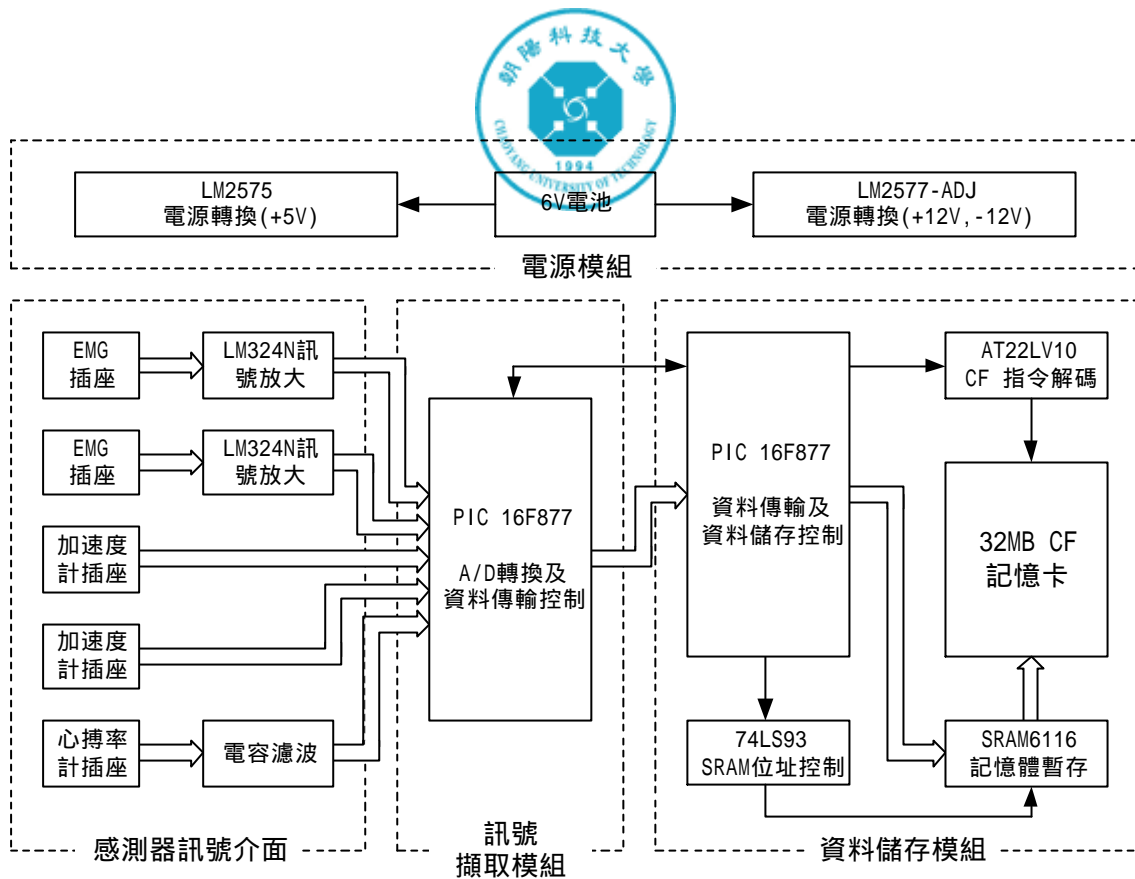 朝陽科技大學
CHAOYANG UNIVERSITY OF TECHNOLOGY
1994
LM2575
電源轉換(+5V)
6V電池
LM2577-ADJ
電源轉換(+12V,-12V)
電源模組
EMG
插座
LM324N訊
號放大
EMG
插座
LM324N訊
號放大
加速度
計插座
加速度
計插座
心搏率
計插座
電容濾波
感測器訊號介面
PIC 16F877
A/D轉換及
資料傳輸控制
訊號
擷取模組
PIC 16F877
資料傳輸及
資料儲存控制
AT22LV10
CF 指令解碼
32MB CF
記憶卡
74LS93
SRAM位址控制
SRAM6116
記憶體暫存
資料儲存模組